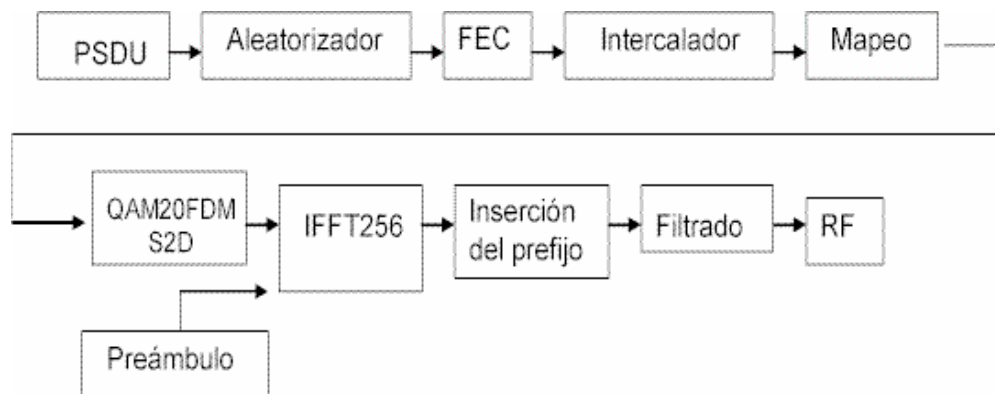 PSDU
Aleatorizador
FEC
Intercalador
Mapeo
QAM20FDM
S2D
IFFT256
Inserción
del prefijo
Filtrado
RF
Preámbulo